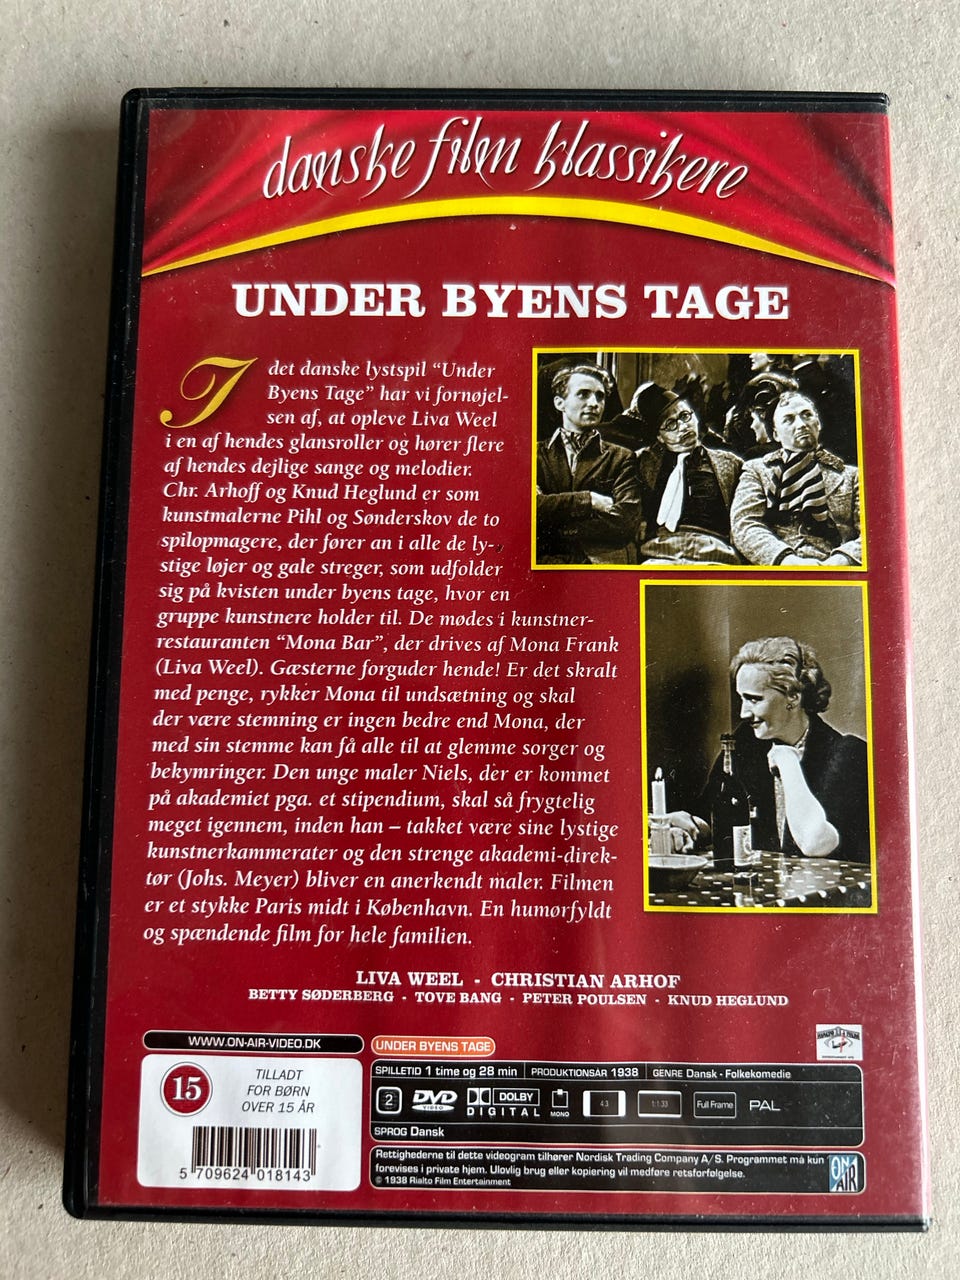 danske film klassikere
UNDER BYENS TAGE
I det danske lystspil “Under
Byens Tage” har vi fornøjel-
sen af, at opleve Liva Weel
i en af hendes glansroller og hører flere
af hendes dejlige sange og melodier.
Chr. Arhoff og Knud Heglund er som
kunstmalerne Pihl og Sønderskov de to
spilopmagere, der fører an i alle de ly-
stige løjer og gale streger, som udfolder
sig på kvisten under byens tage, hvor en
gruppe kunstnere holder til. De mødes i kunstner-
restauranten “Mona Bar”, der drives af Mona Frank
(Liva Weel). Gæsterne forguder hende! Er det skralt
med penge, rykker Mona til undsætning og skal
der være stemning er ingen bedre end Mona, der
med sin stemme kan få alle til at glemme sorger og
bekymringer. Den unge maler Niels, der er kommet
på akademiet pga. et stipendium, skal så frygtelig
meget igennem, inden han – takket være sine lystige
kunstnerkammerater og den strenge akademi-direk-
tør (Johs. Meyer) bliver en anerkendt maler. Filmen
er et stykke Paris midt i København. En humørfyldt
og spændende film for hele familien.
LIVA WEEL - CHRISTIAN ARHOF
BETTY SØDERBERG - TOVE BANG - PETER POULSEN - KNUD HEGLUND
WWW.ON-AIR-VIDEO.DK
UNDER BYENS TAGE
15
TILLADT
FOR BØRN
OVER 15 ÅR
5 709624 018143
SPILLETID 1 time og 28 min PRODUKTIONSÅR 1938 GENRE Dansk - Folkekomedie
2 DVD VIDEO DOLBY DIGITAL MONO 4:3 1:1.33 Full Frame PAL
SPROG Dansk
Rettighederne til dette videogram tilhører Nordisk Trading Company A/S. Programmet må kun
forevises i private hjem. Ulovlig brug eller kopiering vil medføre retsforfølgelse.
© 1938 Rialto Film Entertainment
ON AIR